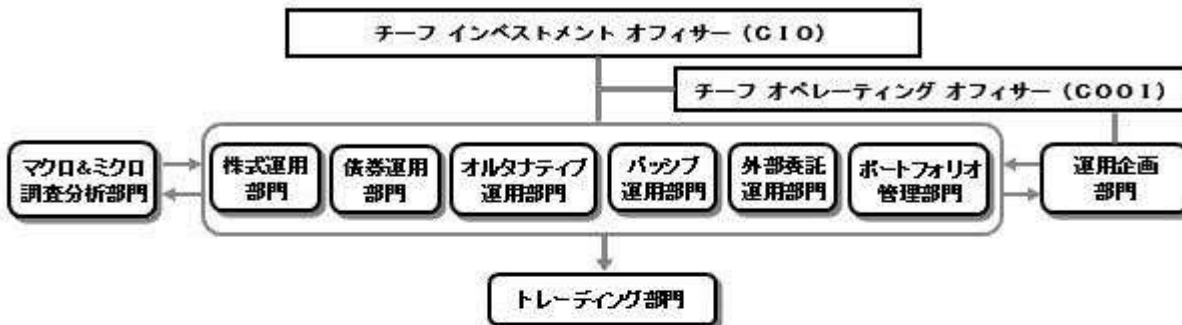 チーフ インベストメント オフィサー (CIO)
チーフ オペレーティング オフィサー (COOI)
マクロ&ミクロ
調査分析部門
株式運用
部門
債券運用
部門
オルタナティブ
運用部門
パッシブ
運用部門
外部委託
運用部門
ポートフォリオ
管理部門
運用企画
部門
トレーディング部門